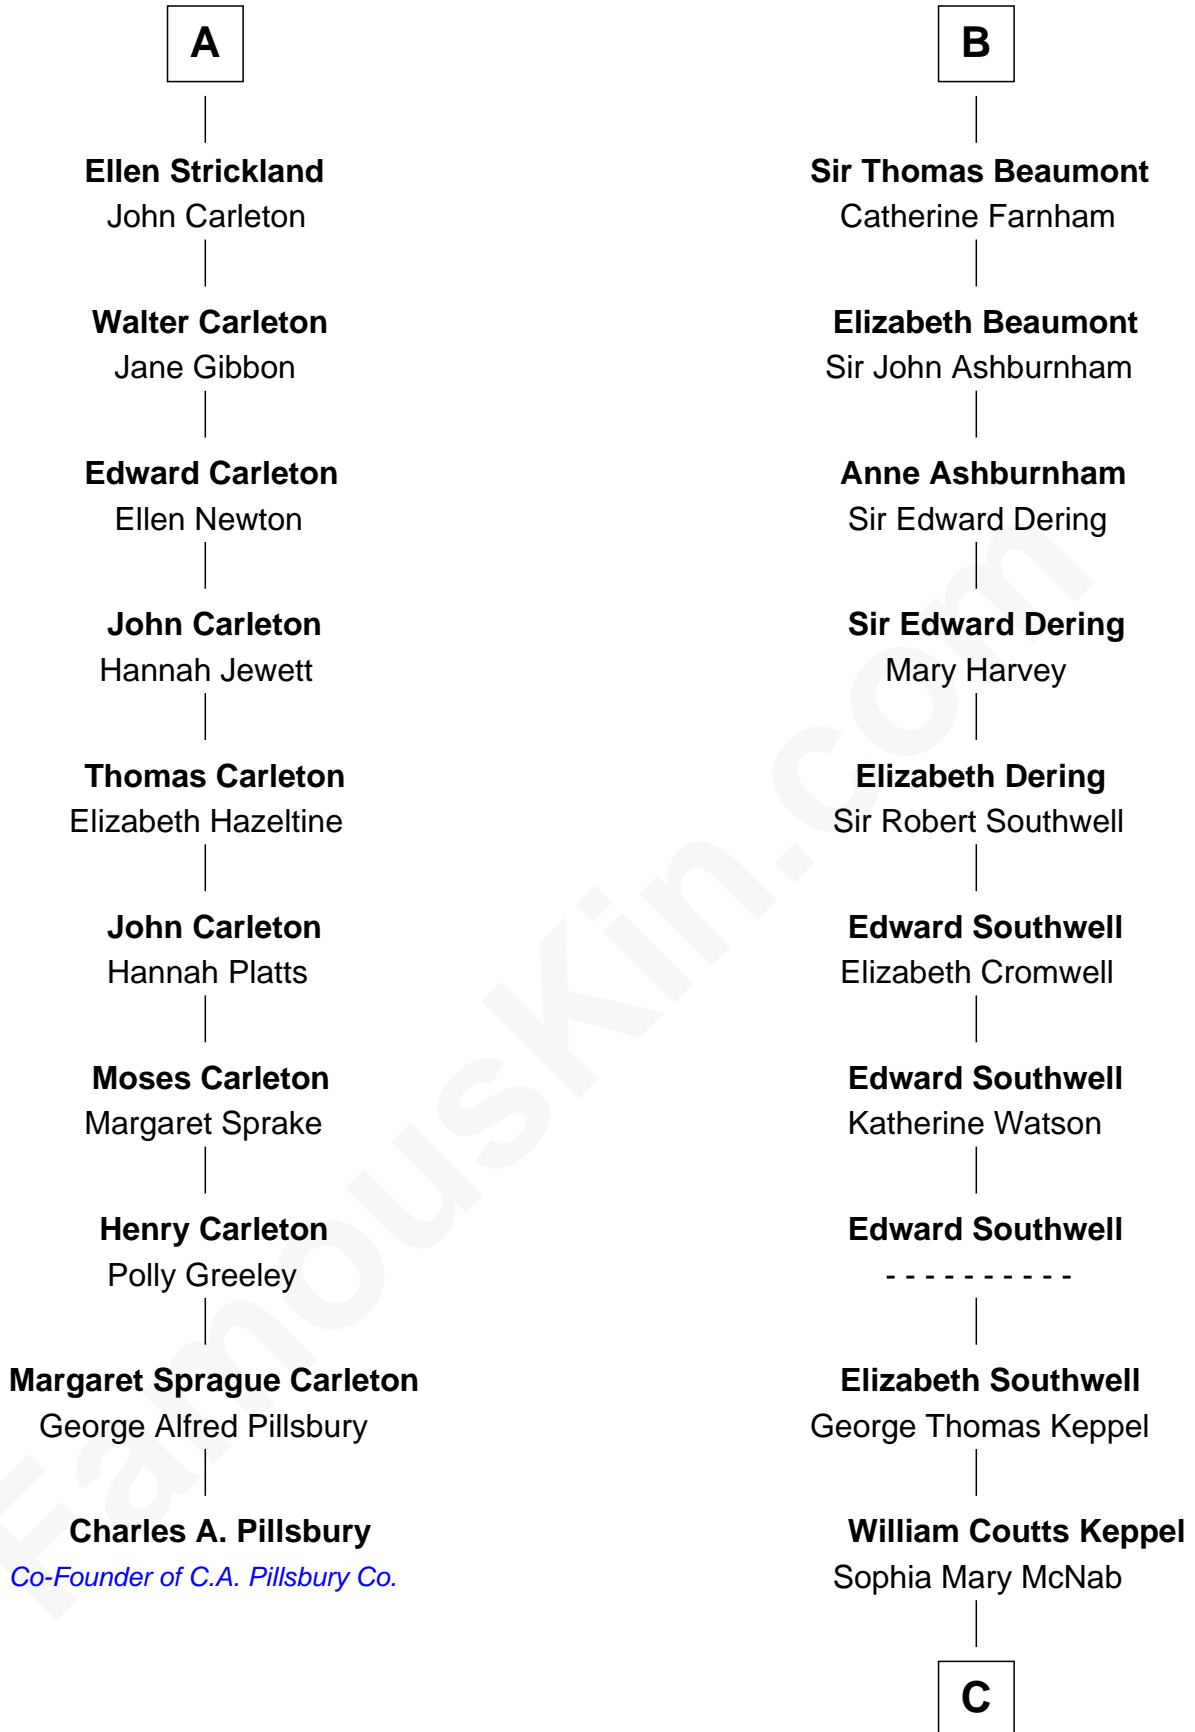 A
Ellen Strickland
John Carleton
Walter Carleton
Jane Gibbon
Edward Carleton
Ellen Newton
John Carleton
Hannah Jewett
Thomas Carleton
Elizabeth Hazeltine
John Carleton
Hannah Platts
Moses Carleton
Margaret Sprake
Henry Carleton
Polly Greeley
Margaret Sprague Carleton
George Alfred Pillsbury
Charles A. Pillsbury
Co-Founder of C.A. Pillsbury Co.
B
Sir Thomas Beaumont
Catherine Farnham
Elizabeth Beaumont
Sir John Ashburnham
Anne Ashburnham
Sir Edward Dering
Sir Edward Dering
Mary Harvey
Elizabeth Dering
Sir Robert Southwell
Edward Southwell
Elizabeth Cromwell
Edward Southwell
Katherine Watson
Edward Southwell
- - - - - - - - - -
Elizabeth Southwell
George Thomas Keppel
William Coutts Keppel
Sophia Mary McNab
C
FamousKin.com